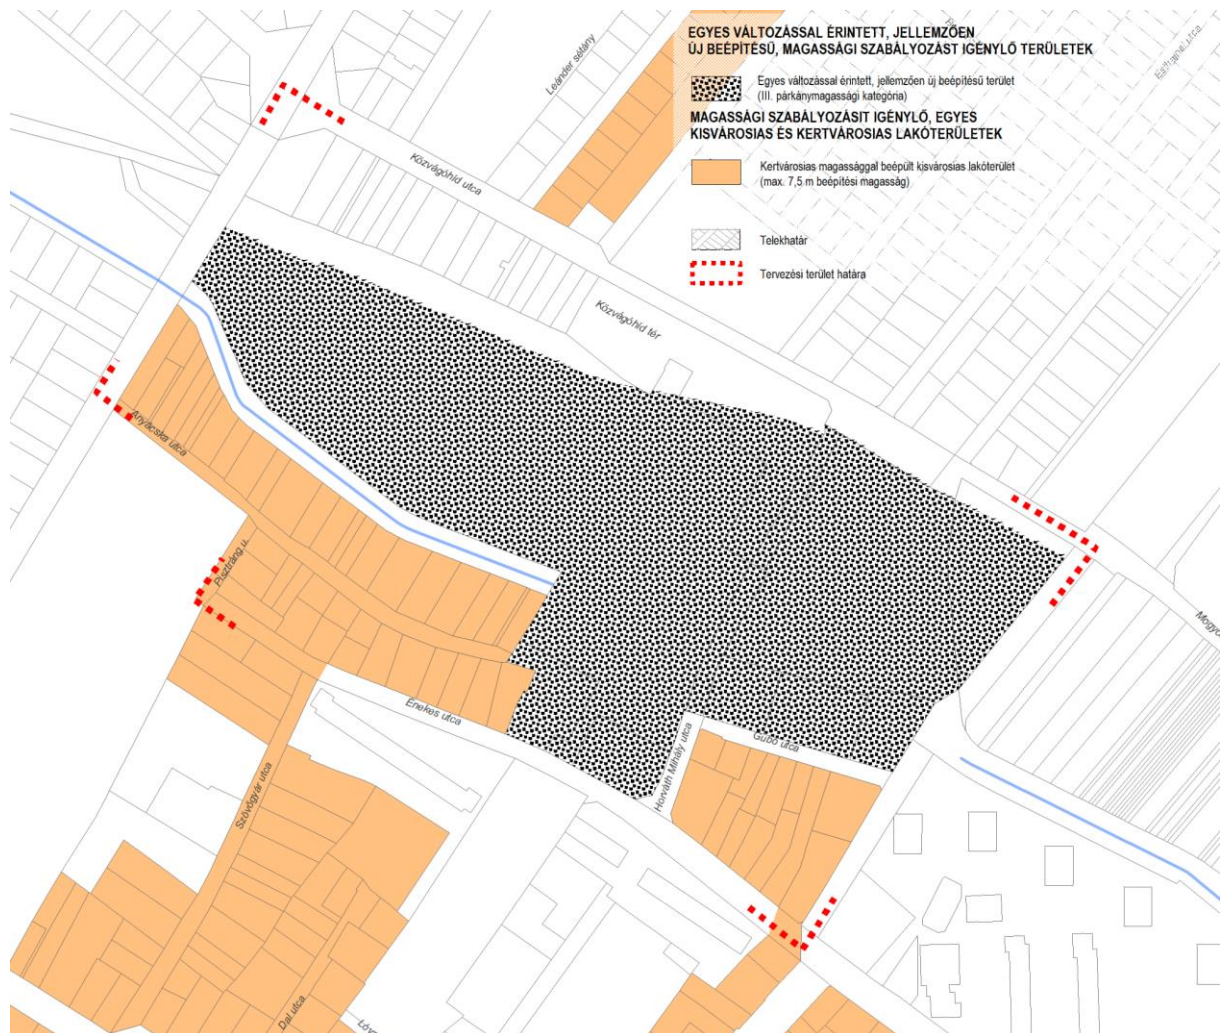 EGYES VÁLTOZÁSSAL ÉRINTETT, JELLEMZŐEN
ÚJ BEÉPÍTÉSŰ, MAGASSÁGI SZABÁLYOZÁST IGÉNYLŐ TERÜLETEK
Egyes változással érintett, jellemzően új beépítésű terület
(III. párkánymagassági kategória)
MAGASSÁGI SZABÁLYOZÁSIT IGÉNYLŐ, EGYES
KISVÁROSIAS ÉS KERTVÁROSIAS LAKÓTERÜLETEK
Kertvárosias magassággal beépült kisvárosias lakóterület
(max. 7,5 m beépítési magasság)
Telekhatár
Tervezési terület határa
Leánder sétány
Közvágóhíd utca
Közvágóhíd tér
Anyácska utca
Pisztráng u.
Énekes utca
Horváth Mihály utca
Gubó utca
Szövőgyár utca
Dal utca